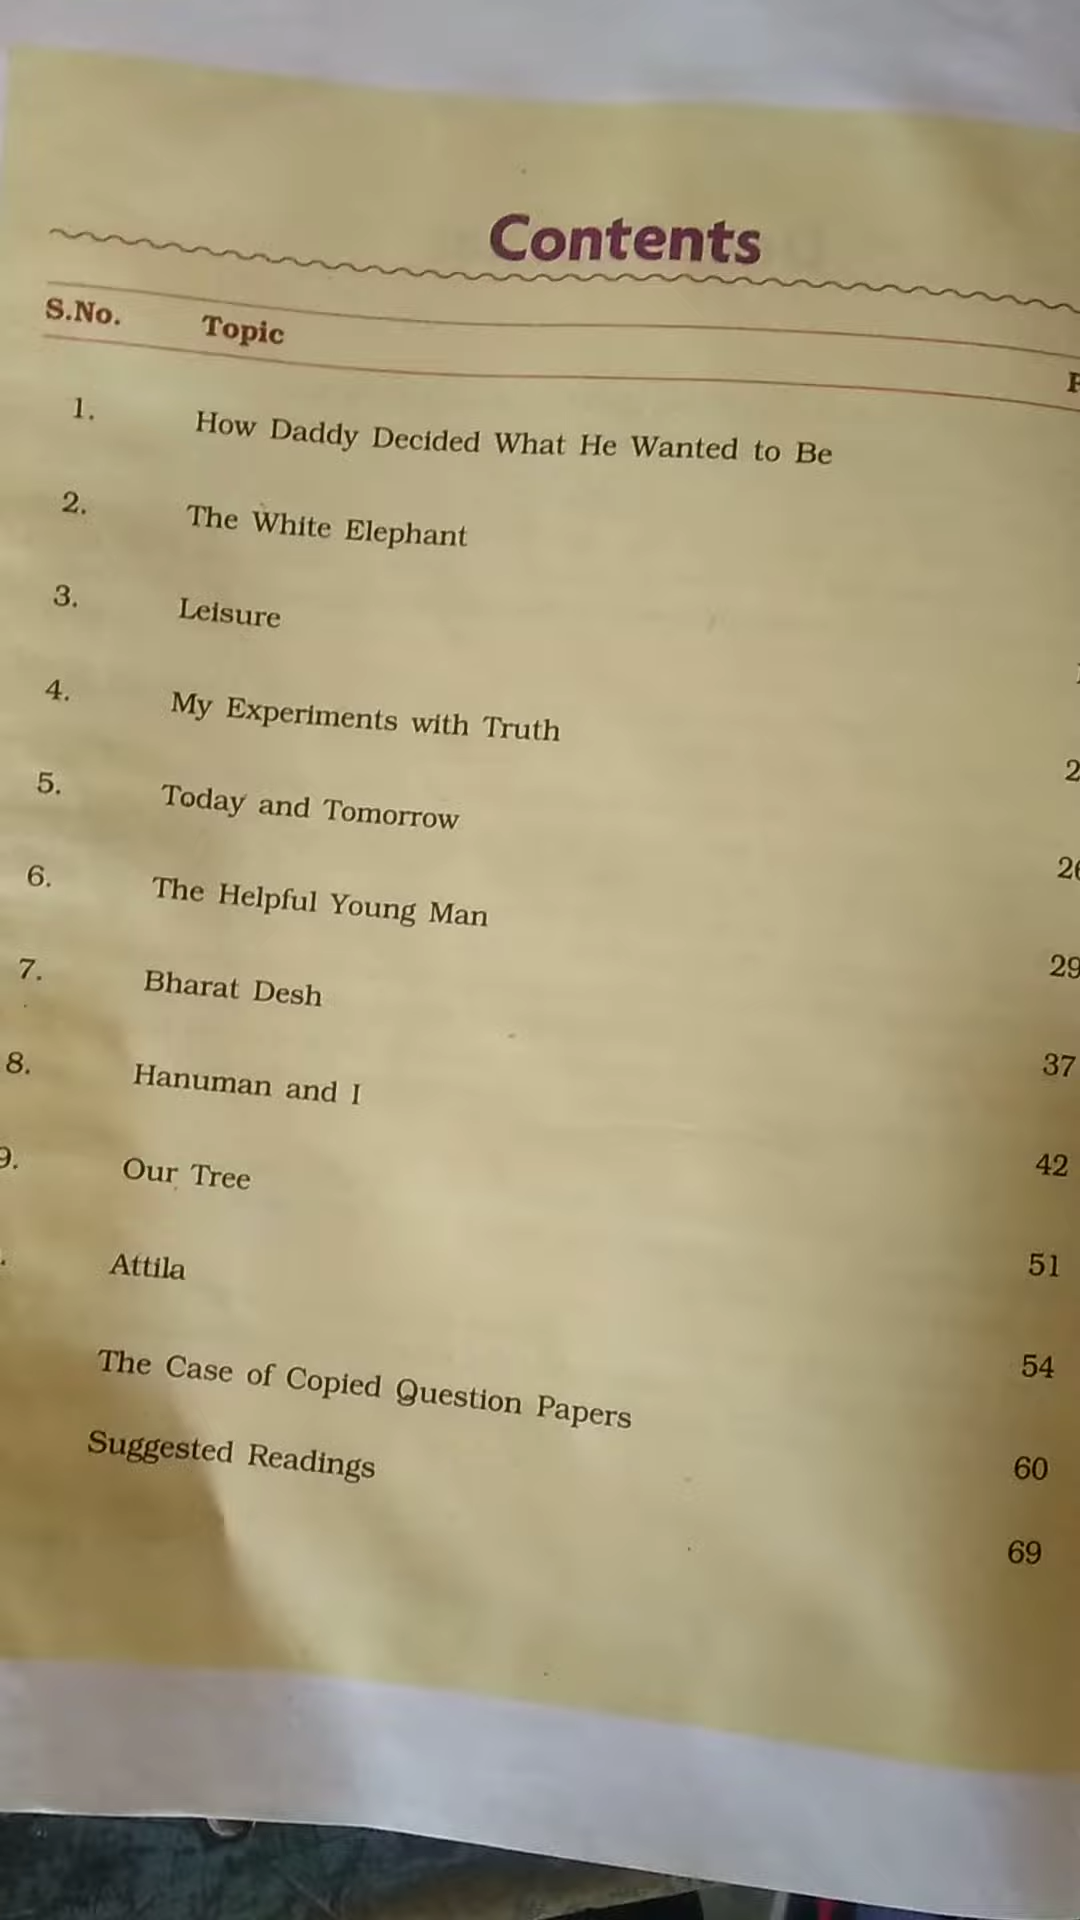 Contents
S.No. Topic
1. How Daddy Decided What He Wanted to Be
2. The White Elephant
3. Leisure
4. My Experiments with Truth
5. Today and Tomorrow 26
6. The Helpful Young Man 29
7. Bharat Desh 37
8. Hanuman and I 42
9. Our Tree 51
Attila 54
The Case of Copied Question Papers 60
Suggested Readings 69